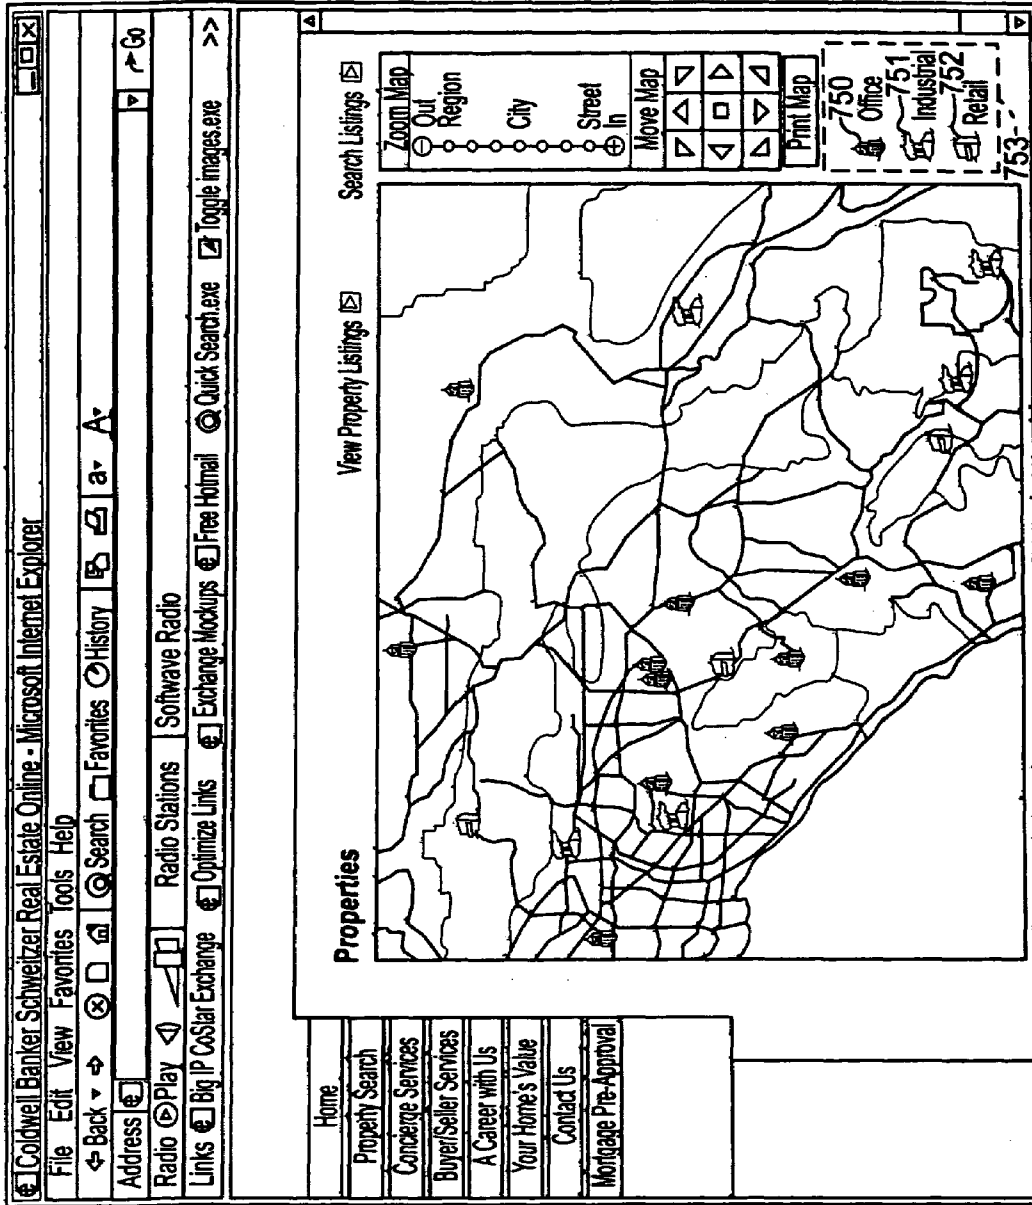 Coldwell Banker Schweitzer Real Estate Online - Microsoft Internet Explorer
File Edit View Favorites Tools Help
Back Search Favorites History a A
Address Go
Radio Play Radio Stations Software Radio
Links Big IP CoStar Exchange Optimize Links Exchange Mockups Free Hotmail Quick Search.exe Toggle images.exe >>
Home
Property Search
Concierge Services
Buyer/Seller Services
A Career with Us
Your Home's Value
Contact Us
Mortgage Pre-Approval
Properties
View Property Listings
Search Listings
Zoom Map
Out
Region
City
Street
In
Move Map
Print Map
750
Office
751
Industrial
752
Retail
753